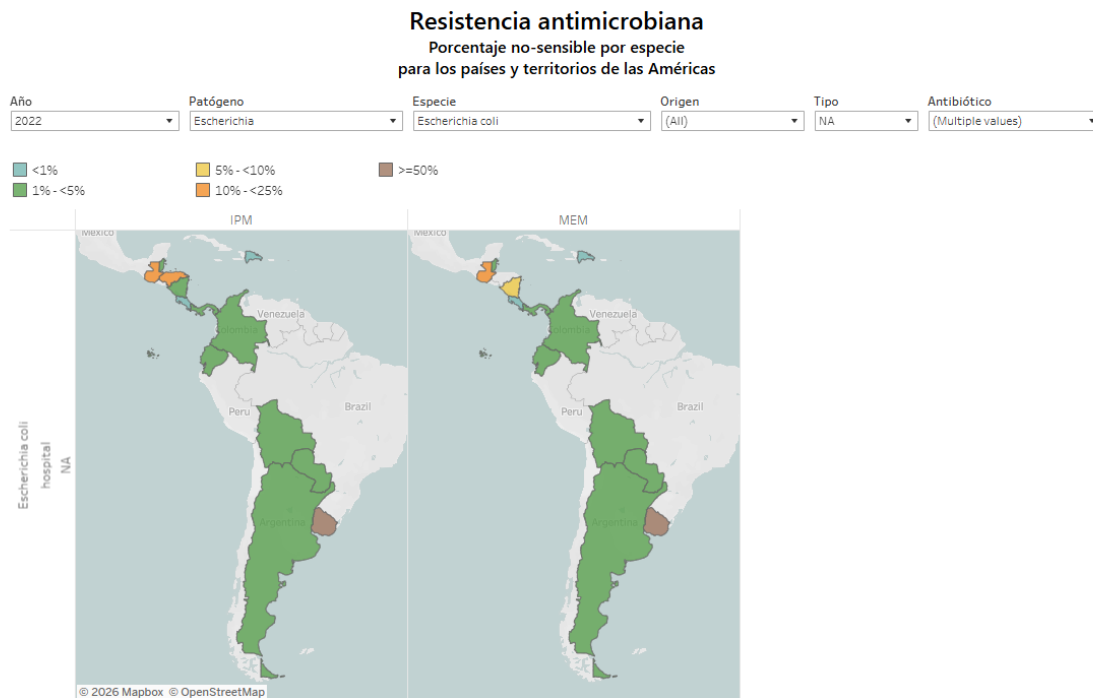 Resistencia antimicrobiana
Porcentaje no-sensible por especie
para los países y territorios de las Américas
Año
Patógeno
Especie
Origen
Tipo
Antibiótico
2022
Escherichia
Escherichia coli
(All)
NA
(Multiple values)
<1%
5% - <10%
>=50%
1% - <5%
10% - <25%
IPM
MEM
Escherichia coli
hospital
NA
Mexico
Venezuela
Colombia
Peru
Brazil
Argentina
Mexico
Venezuela
Colombia
Peru
Brazil
Argentina
© 2026 Mapbox © OpenStreetMap